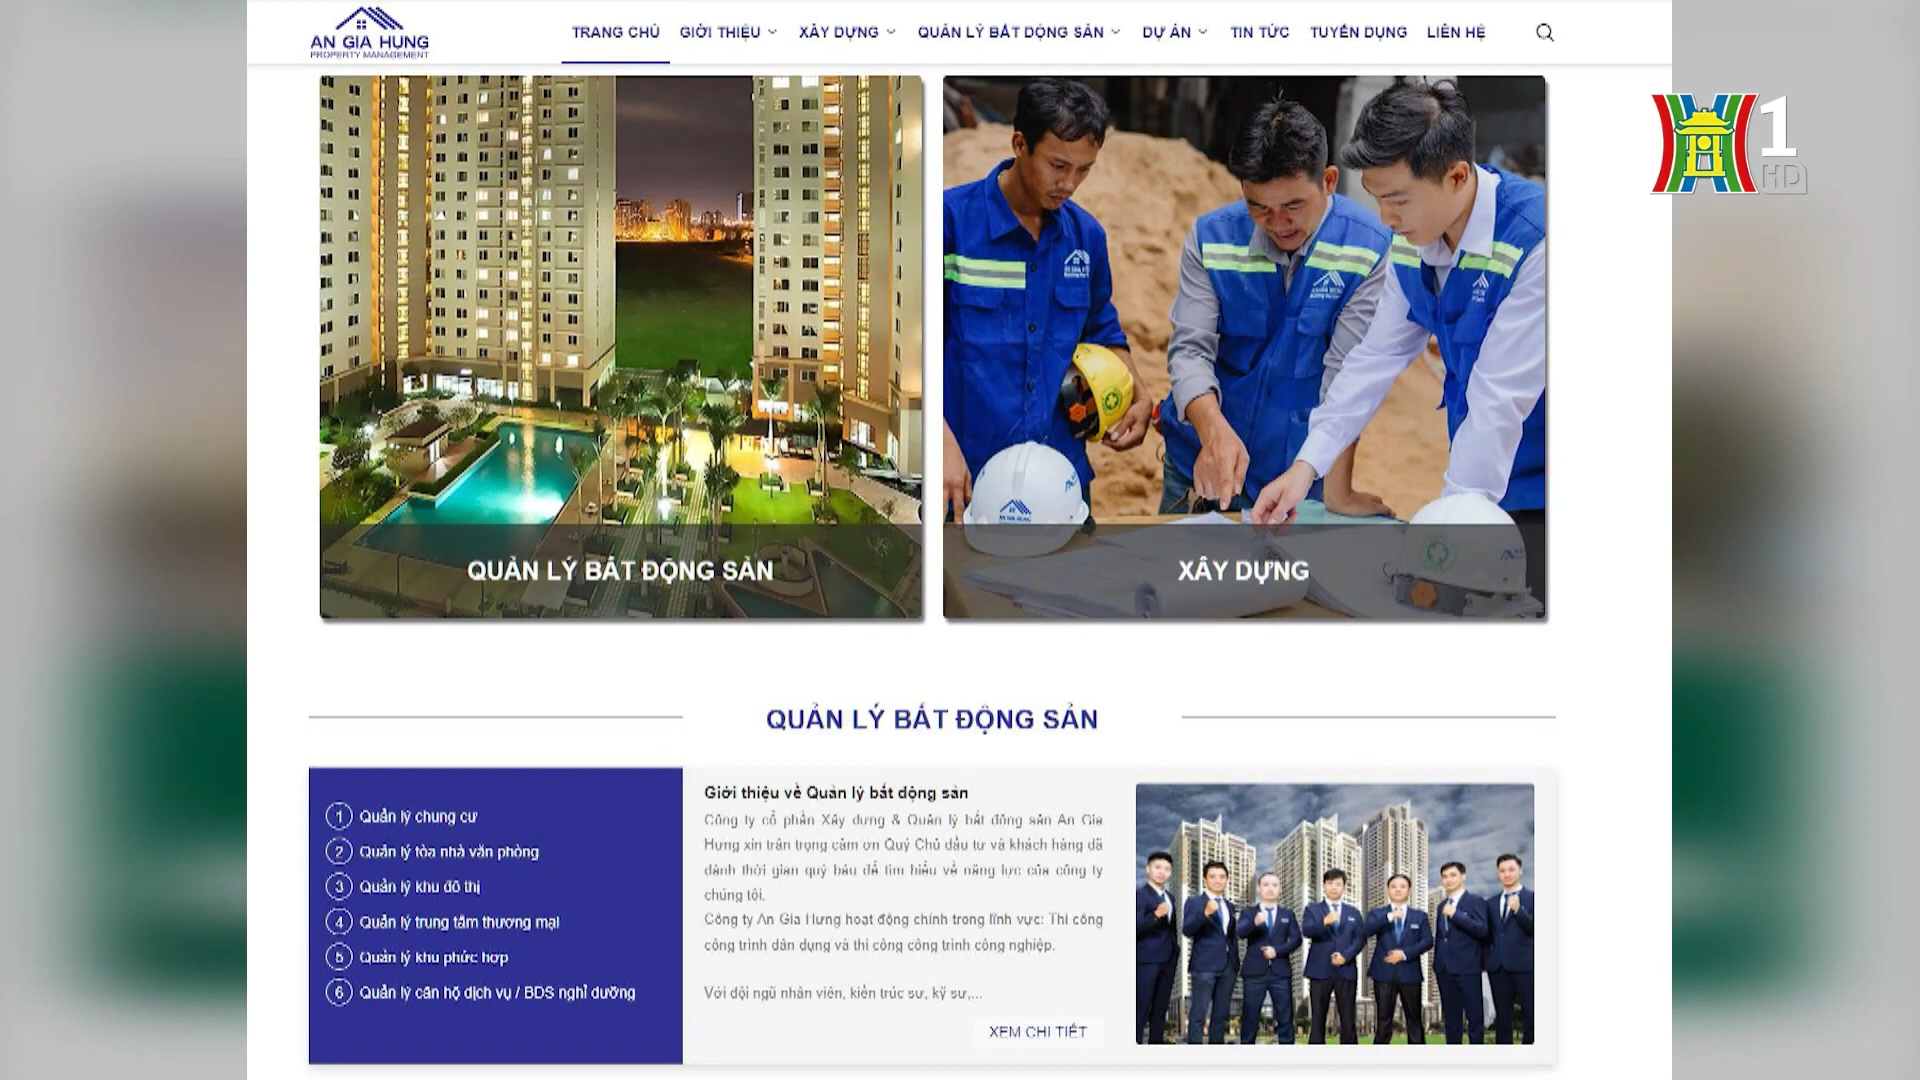 AN GIA HUNG
PROPERTY MANAGEMENT
TRANG CHỦ GIỚI THIỆU XÂY DỰNG QUẢN LÝ BẤT ĐỘNG SẢN DỰ ÁN TIN TỨC TUYỂN DỤNG LIÊN HỆ
1
HD
AN GIA HUNG
QUẢN LÝ BẤT ĐỘNG SẢN
XÂY DỰNG
QUẢN LÝ BẤT ĐỘNG SẢN
1 Quản lý chung cư
2 Quản lý tòa nhà văn phòng
3 Quản lý khu đô thị
4 Quản lý trung tâm thương mại
5 Quản lý khu phức hợp
6 Quản lý căn hộ dịch vụ / BDS nghỉ dưỡng
Giới thiệu về Quản lý bất động sản
Công ty cổ phần Xây dựng & Quản lý bất động sản An Gia
Hưng xin trân trọng cảm ơn Quý Chủ đầu tư và khách hàng đã
dành thời gian quý báu để tìm hiểu về năng lực của công ty
chúng tôi.
Công ty An Gia Hưng hoạt động chính trong lĩnh vực: Thi công
công trình dân dụng và thi công công trình công nghiệp.
Với đội ngũ nhân viên, kiến trúc sư, kỹ sư,...
XEM CHI TIẾT